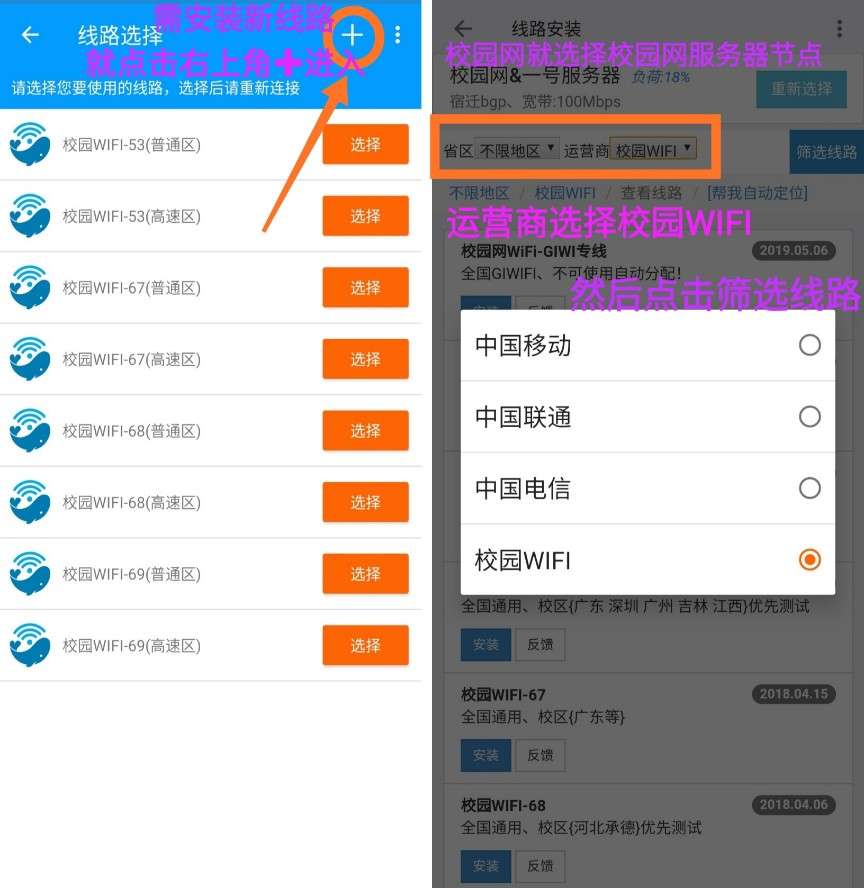 线路选择
需安装新线路
就点击右上角➕进入
请选择您要使用的线路，选择后请重新连接
校园WIFI-53(普通区)
选择
校园WIFI-53(高速区)
选择
校园WIFI-67(普通区)
选择
校园WIFI-67(高速区)
选择
校园WIFI-68(普通区)
选择
校园WIFI-68(高速区)
选择
校园WIFI-69(普通区)
选择
校园WIFI-69(高速区)
选择
线路安装
校园网就选择校园网服务器节点
校园网&一号服务器 负荷:18%
宿迁bgp、宽带:100Mbps
重新选择
省区 不限地区 运营商 校园WIFI
筛选线路
不限地区 / 校园WIFI / 查看线路 / [帮我自动定位]
运营商选择校园WIFI
校园网WiFi-GIWI专线
2019.05.06
全国GIWIFI、不可使用自动分配!
然后点击筛选线路
安装 反馈
中国移动
中国联通
中国电信
校园WIFI
全国通用、校区{广东 深圳 广州 吉林 江西}优先测试
安装 反馈
校园WIFI-67
2018.04.15
全国通用、校区{广东等}
安装 反馈
校园WIFI-68
2018.04.06
全国通用、校区{河北承德}优先测试
安装 反馈